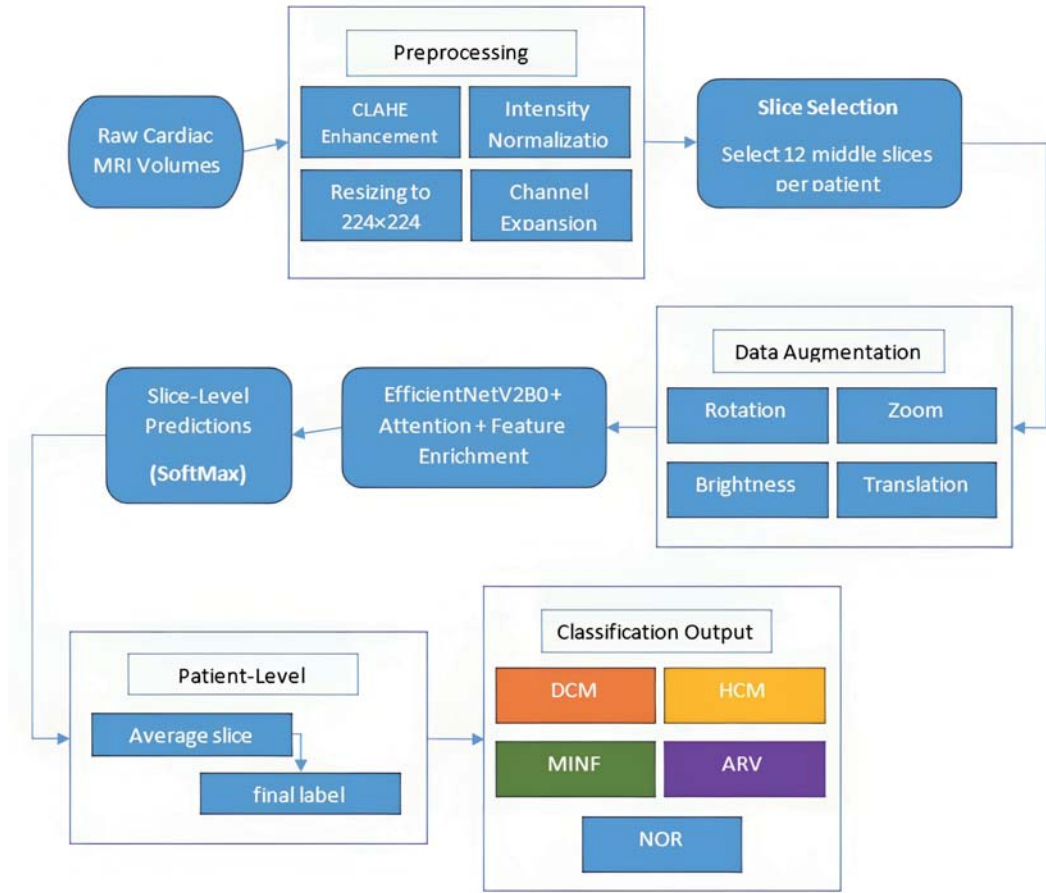 Raw Cardiac
MRI Volumes
Preprocessing
CLAHE
Enhancement
Intensity
Normalizatio
Resizing to
224×224
Channel
Expansion
Slice Selection
Select 12 middle slices
per patient
Data Augmentation
Rotation
Zoom
Brightness
Translation
EfficientNetV2B0+
Attention + Feature
Enrichment
Slice-Level
Predictions
(SoftMax)
Patient-Level
Average slice
final label
Classification Output
DCM
HCM
MINF
ARV
NOR